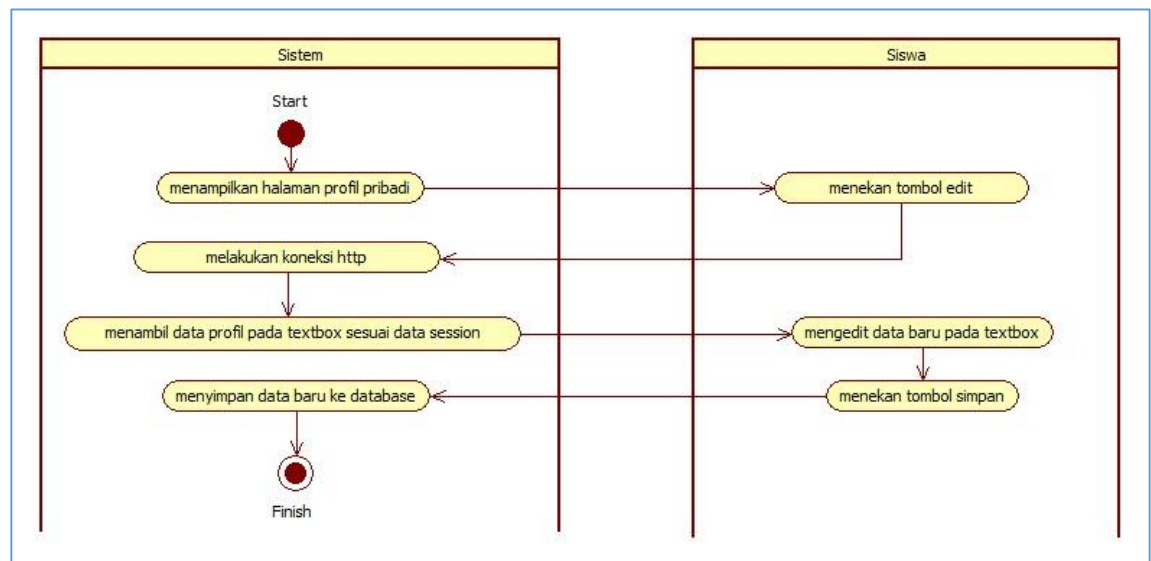 Sistem
Siswa
Start
menampilkan halaman profil pribadi
menekan tombol edit
melakukan koneksi http
menambil data profil pada textbox sesuai data session
mengedit data baru pada textbox
menyimpan data baru ke database
menekan tombol simpan
Finish